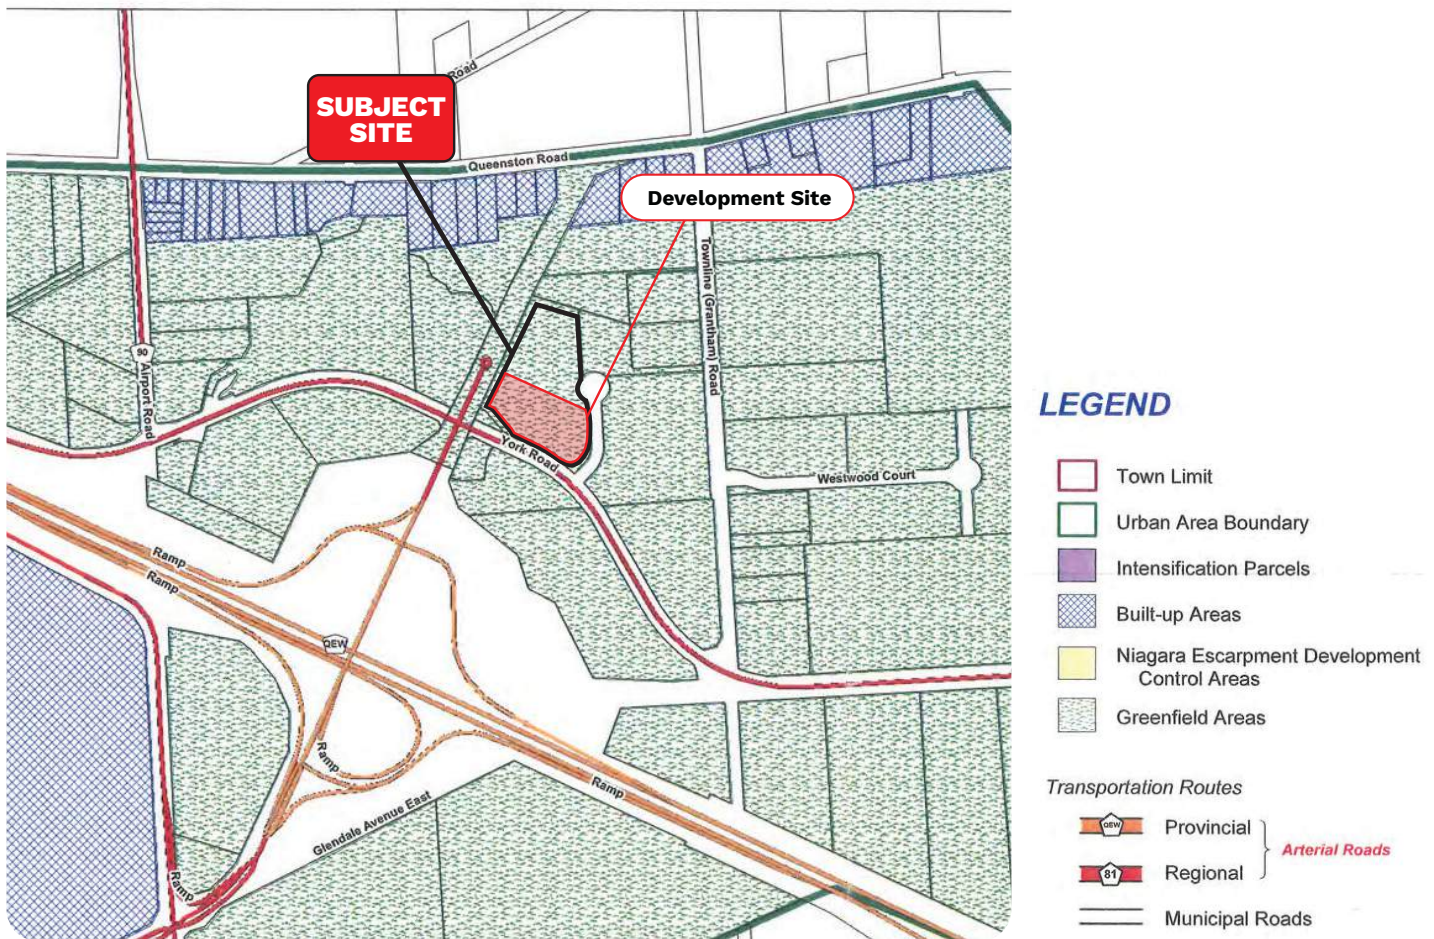 Road
SUBJECT
SITE
Queenston Road
Development Site
Townline (Grantham) Road
90
Airport Road
York Road
Westwood Court
Ramp
Ramp
QEW
Ramp
Ramp
Glendale Avenue East
Ramp
LEGEND
Town Limit
Urban Area Boundary
Intensification Parcels
Built-up Areas
Niagara Escarpment Development
Control Areas
Greenfield Areas
Transportation Routes
QEW
Provincial
Arterial Roads
81
Regional
Municipal Roads